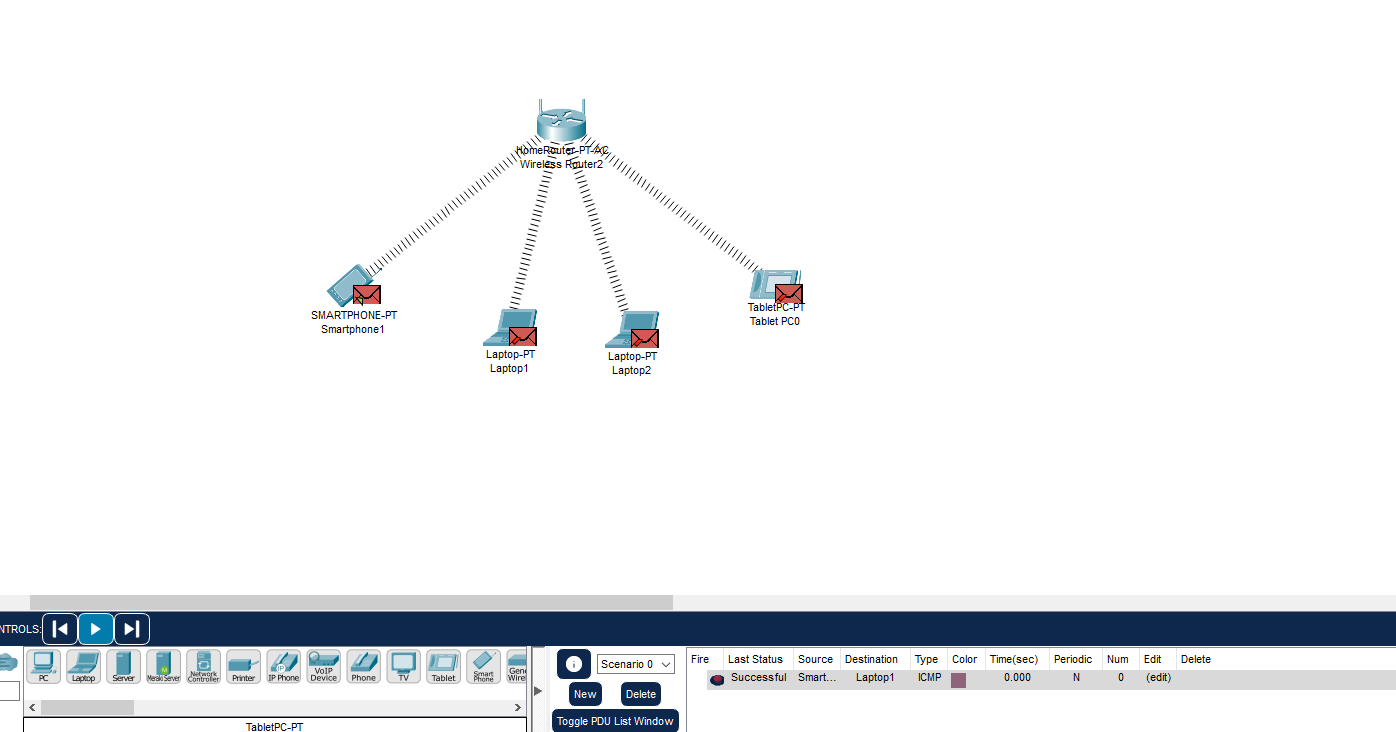 HomeRouter-PT-AC
Wireless Router2
SMARTPHONE-PT
Smartphone1
Laptop-PT
Laptop1
Laptop-PT
Laptop2
TabletPC-PT
Tablet PC0
NTROLS:
PC
Laptop
Server
Meraki Server
Network Controller
Printer
IP Phone
VoIP Device
Phone
TV
Tablet
Smart Phone
Gene
Wire
TabletPC-PT
Scenario 0
New
Delete
Toggle PDU List Window
Fire Last Status Source Destination Type Color Time(sec) Periodic Num Edit Delete
Successful Smart... Laptop1 ICMP 0.000 N 0 (edit)